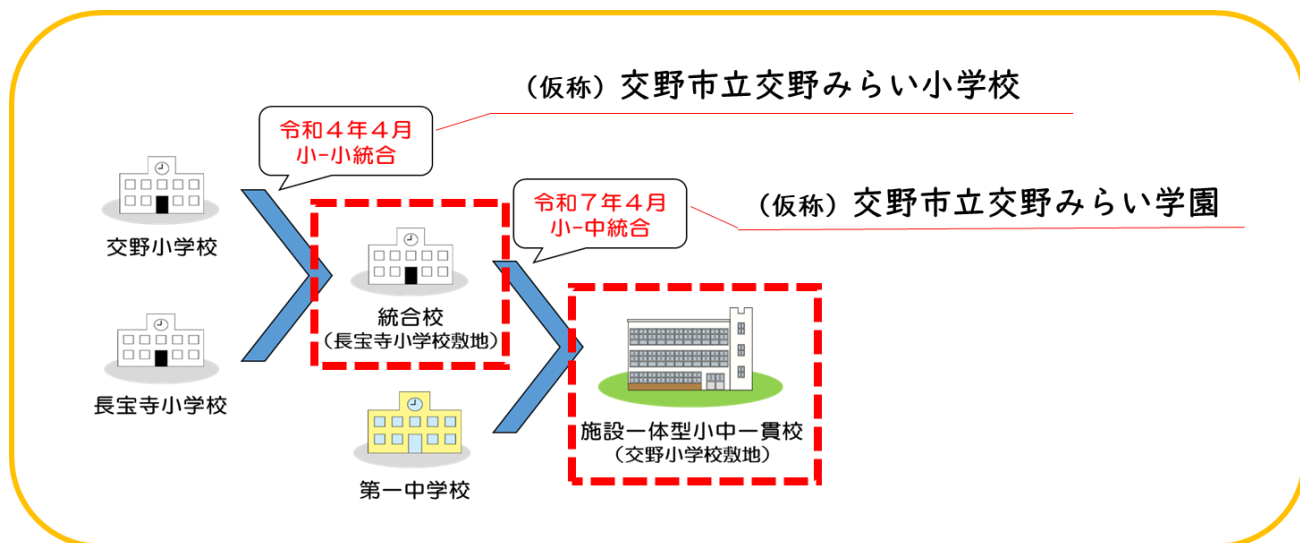 (仮称) 交野市立交野みらい小学校
令和４年４月
小-小統合
令和７年４月
小-中統合
(仮称) 交野市立交野みらい学園
交野小学校
統合校
(長宝寺小学校敷地)
長宝寺小学校
第一中学校
施設一体型小中一貫校
(交野小学校敷地)